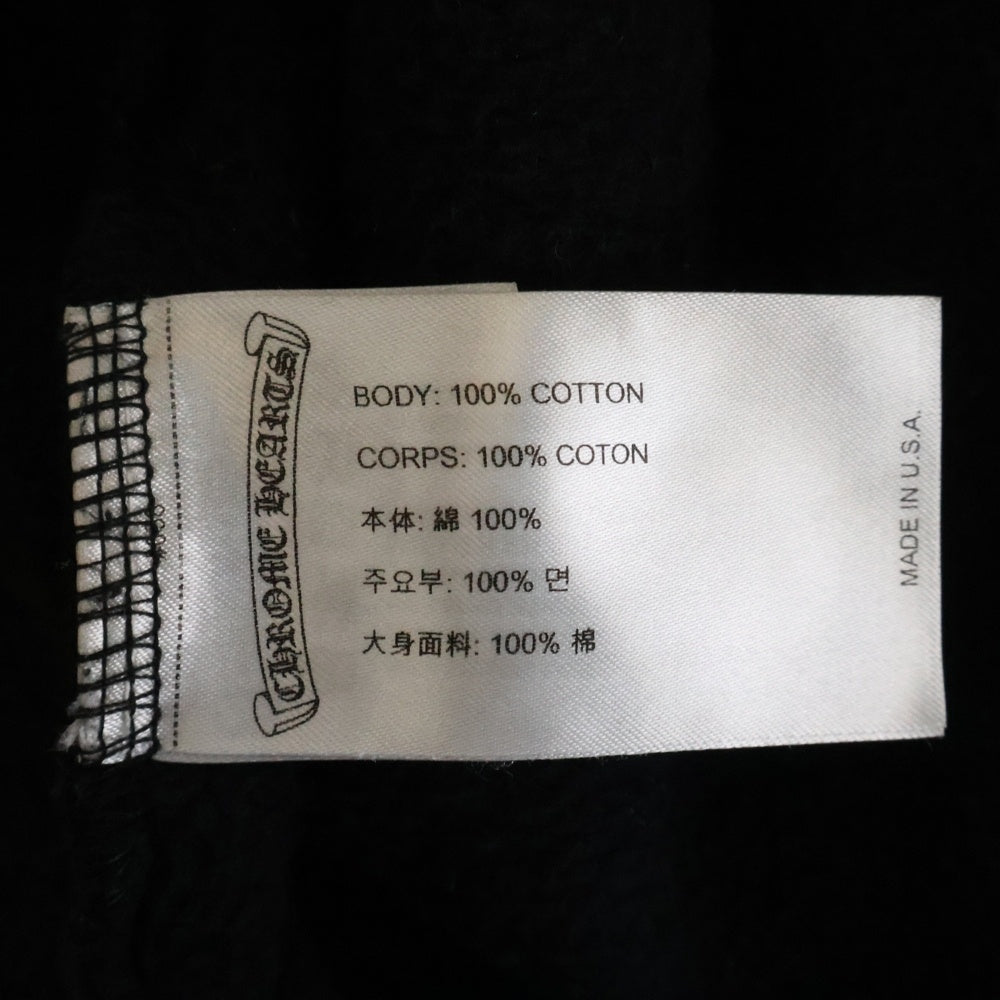 CHROME HEARTS
BODY: 100% COTTON
CORPS: 100% COTON
本体: 綿 100%
주요부: 100% 면
大身面料: 100% 棉
MADE IN U.S.A.